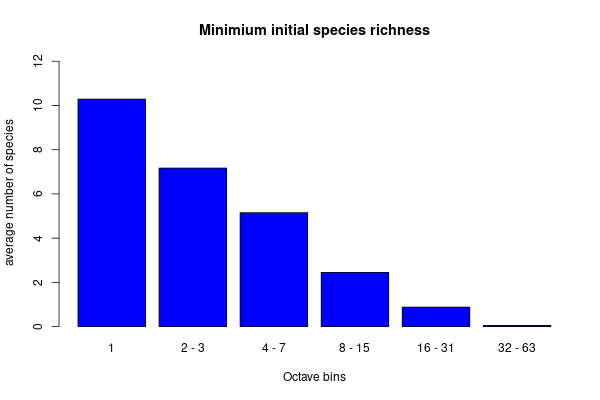 Minimium initial species richness
average number of species
12
10
8
6
4
2
0
1 2 - 3 4 - 7 8 - 15 16 - 31 32 - 63
Octave bins